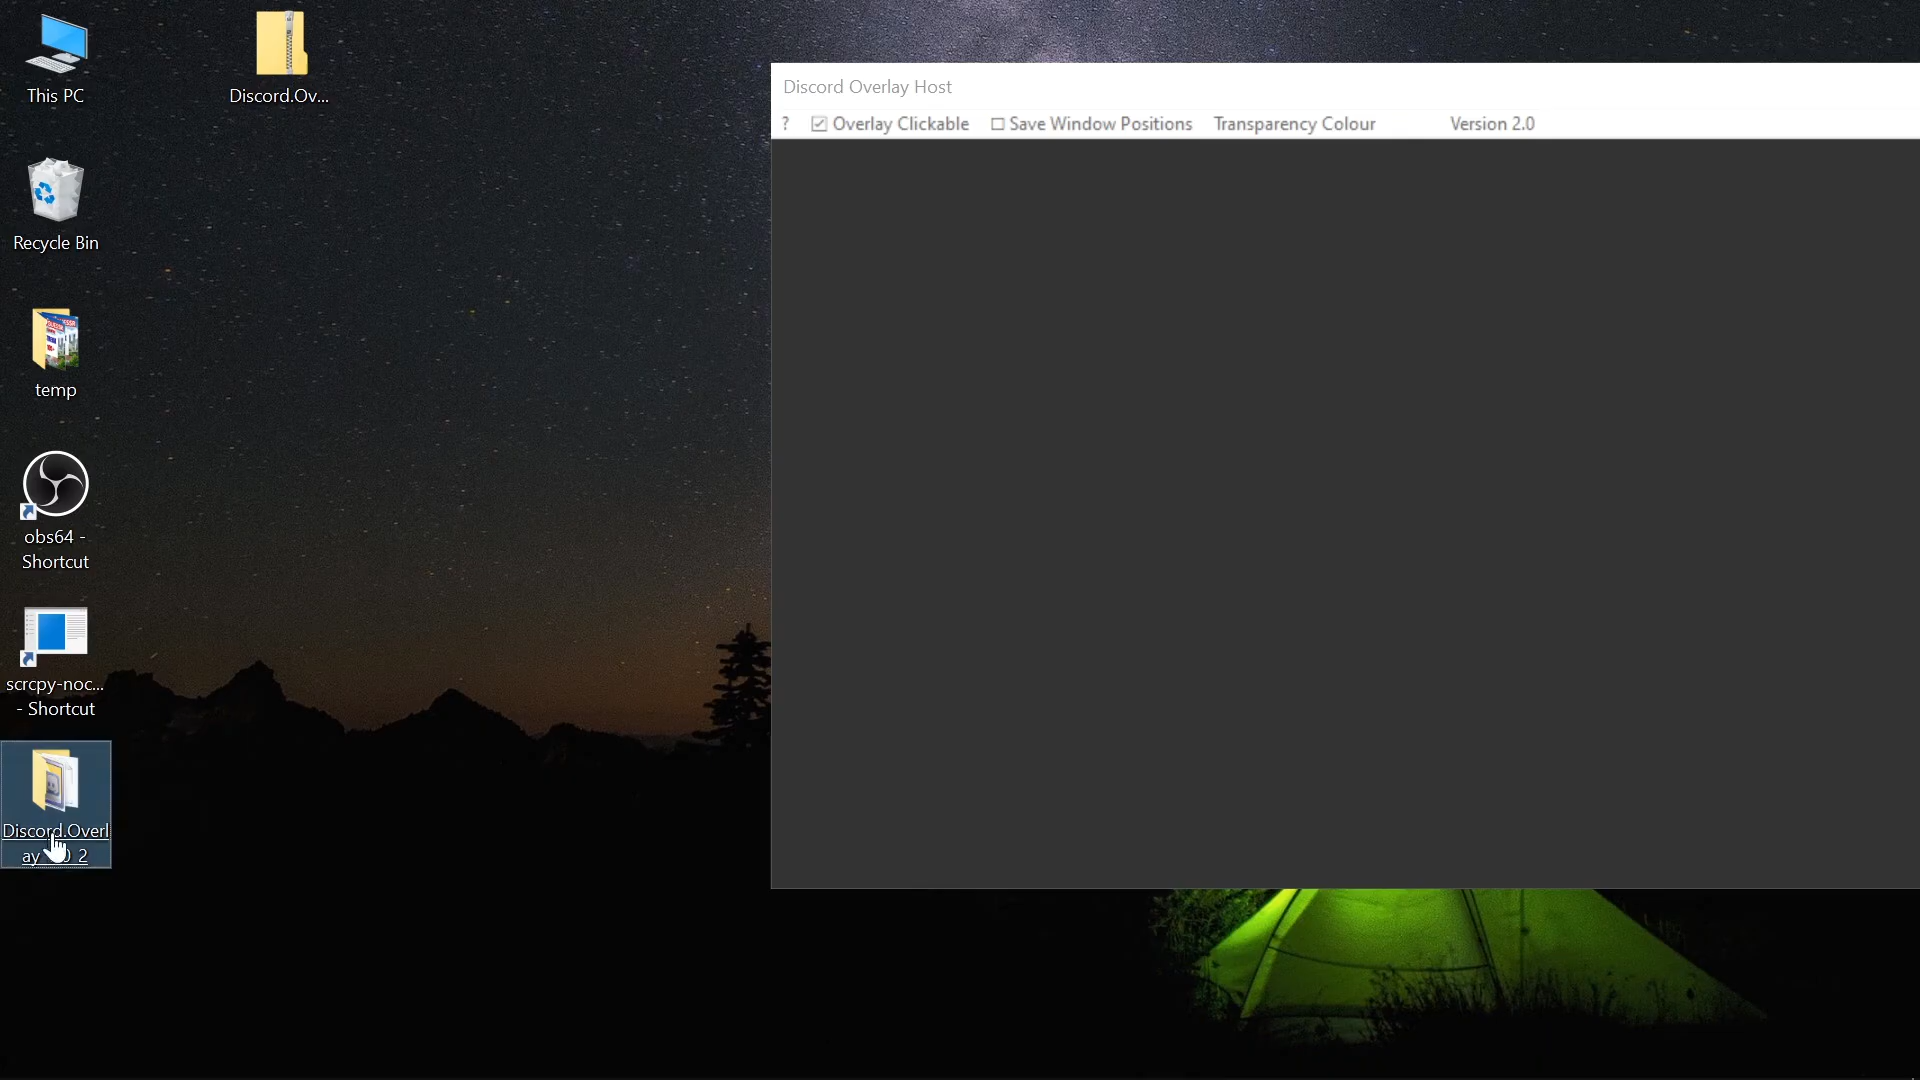 This PC
Discord.Ov...
Recycle Bin
temp
obs64 -
Shortcut
scrcpy-noc...
- Shortcut
Discord.Overl
ay 2
Discord Overlay Host
? Overlay Clickable Save Window Positions Transparency Colour Version 2.0